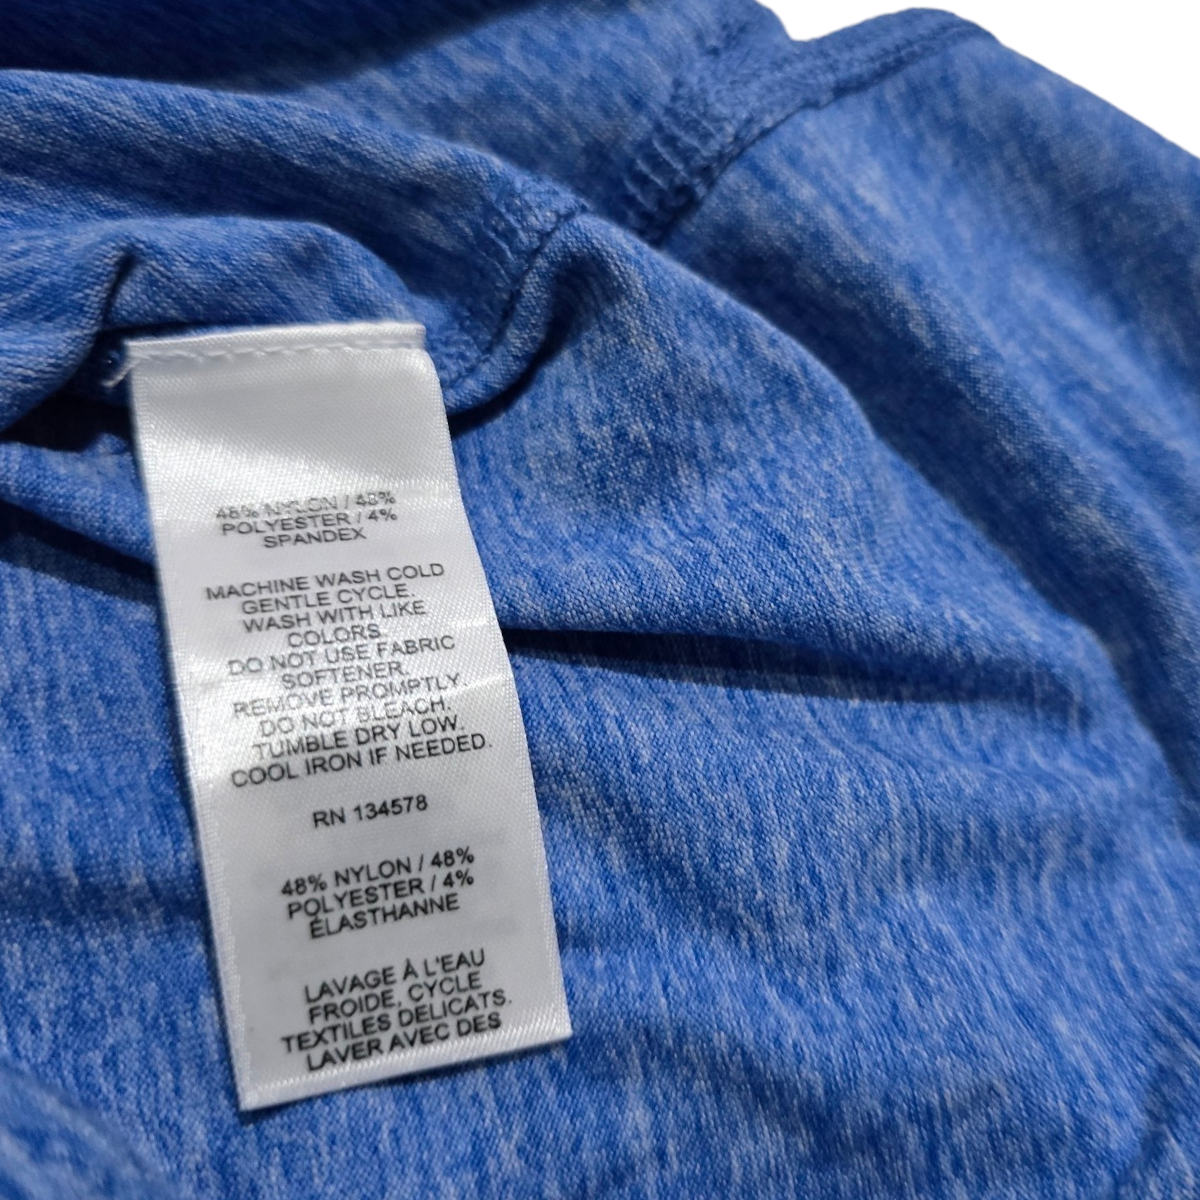 48% NYLON / 48%
POLYESTER / 4%
SPANDEX
MACHINE WASH COLD
GENTLE CYCLE.
WASH WITH LIKE
COLORS.
DO NOT USE FABRIC
SOFTENER.
REMOVE PROMPTLY.
DO NOT BLEACH.
TUMBLE DRY LOW.
COOL IRON IF NEEDED.
RN 134578
48% NYLON / 48%
POLYESTER / 4%
ÉLASTHANNE
LAVAGE À L'EAU
FROIDE, CYCLE
TEXTILES DELICATS.
LAVER AVEC DES